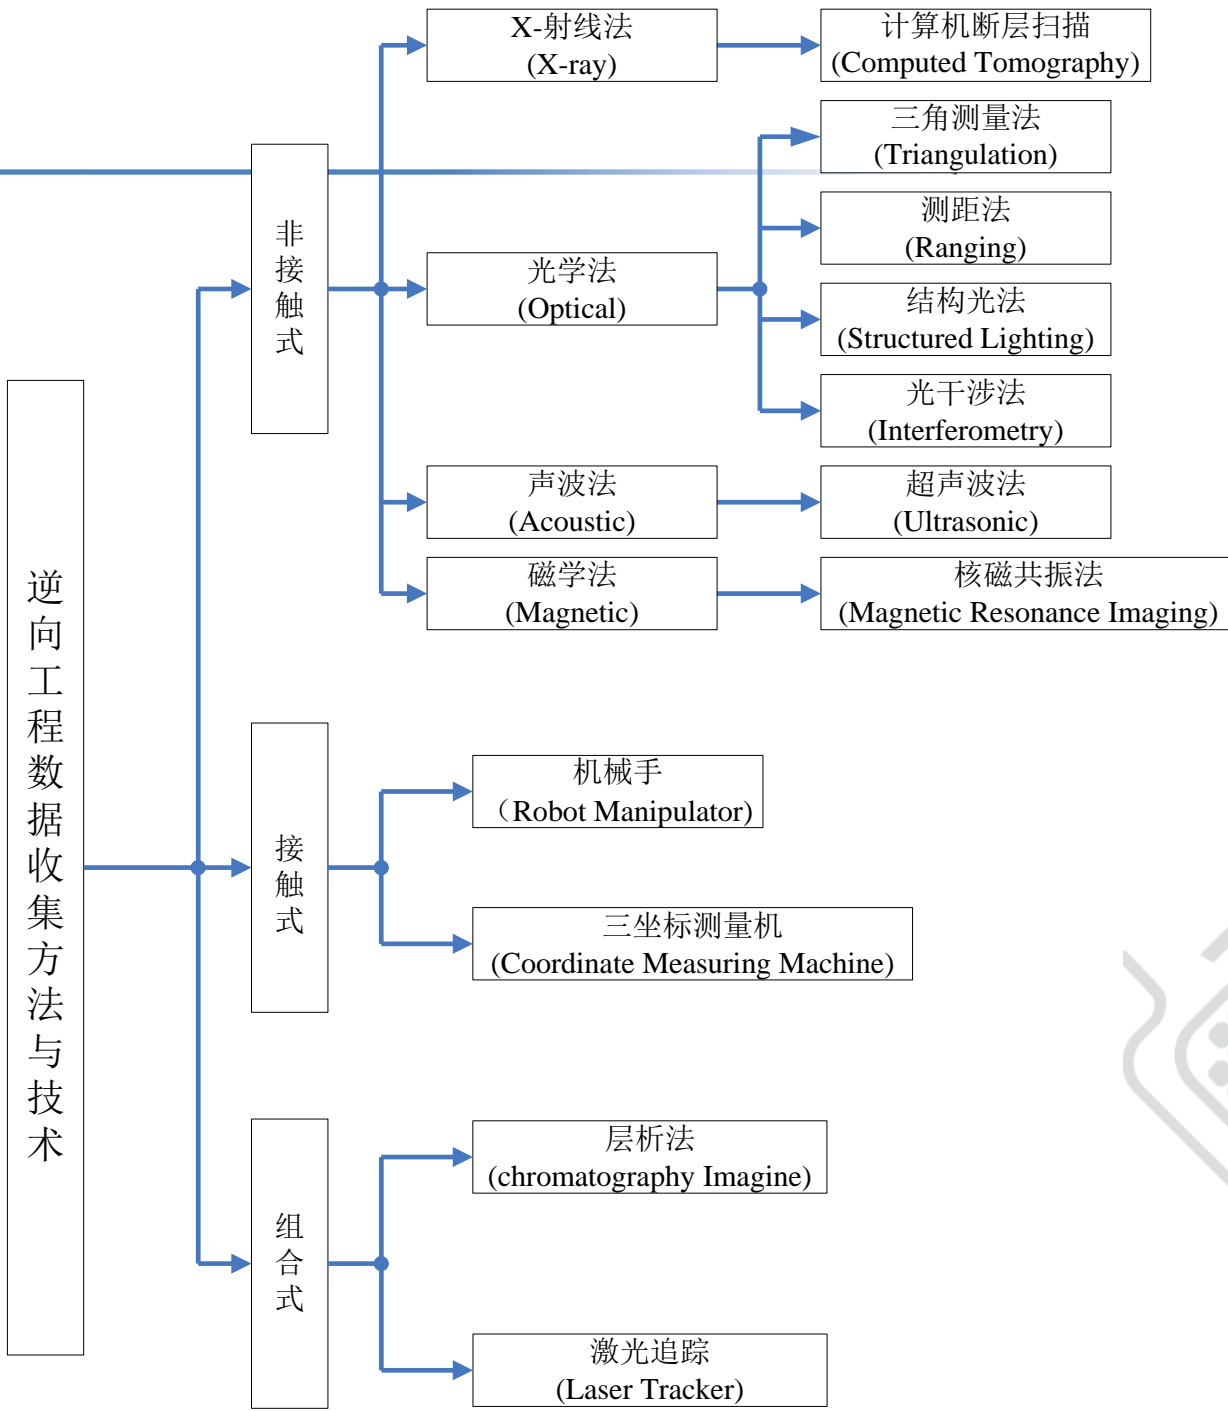 逆向工程数据收集方法与技术
非接触式
X-射线法
(X-ray)
计算机断层扫描
(Computed Tomography)
光学法
(Optical)
三角测量法
(Triangulation)
测距法
(Ranging)
结构光法
(Structured Lighting)
光干涉法
(Interferometry)
声波法
(Acoustic)
超声波法
(Ultrasonic)
磁学法
(Magnetic)
核磁共振法
(Magnetic Resonance Imaging)
接触式
机械手
（Robot Manipulator)
三坐标测量机
(Coordinate Measuring Machine)
组合式
层析法
(chromatography Imagine)
激光追踪
(Laser Tracker)